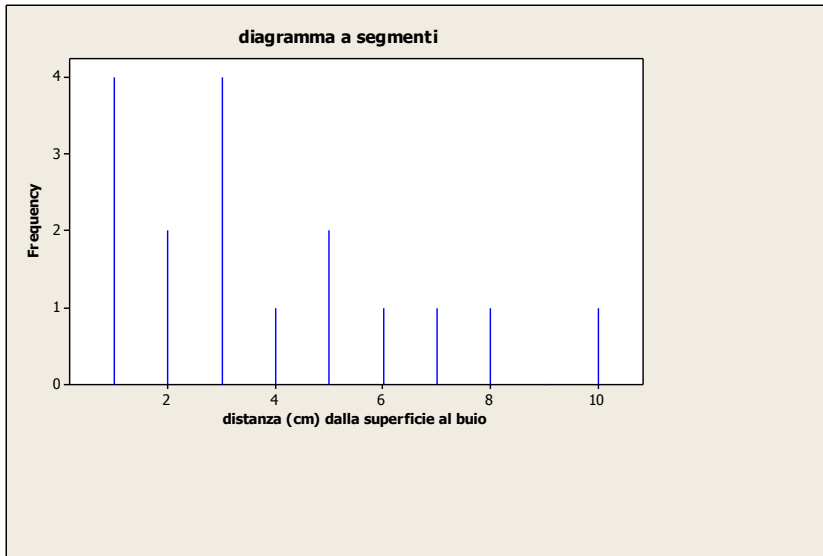 diagramma a segmenti
4
3
2
1
0
Frequency
2 4 6 8 10
distanza (cm) dalla superficie al buio